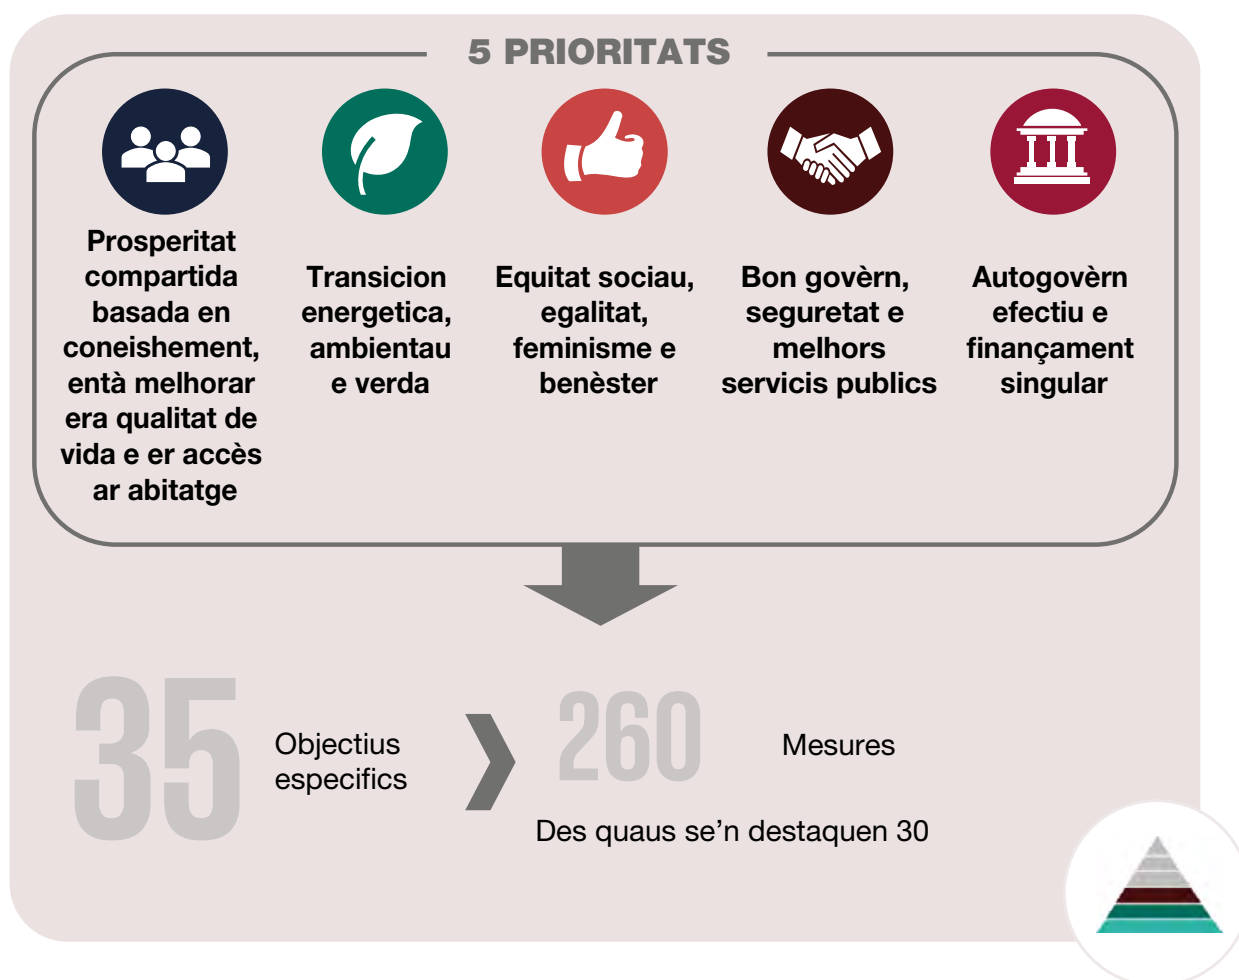 5 PRIORITATS
Prosperitat
compartida
basada en
coneishement,
entà melhorar
era qualitat de
vida e er accès
ar abitatge
Transicion
energetica,
ambientau
e verda
Equitat sociau,
egalitat,
feminisme e
benèster
Bon govèrn,
seguretat e
melhors
servicis publics
Autogovèrn
efectiu e
finançament
singular
35
Objectius
especifics
260
Mesures
Des quaus se’n destaquen 30